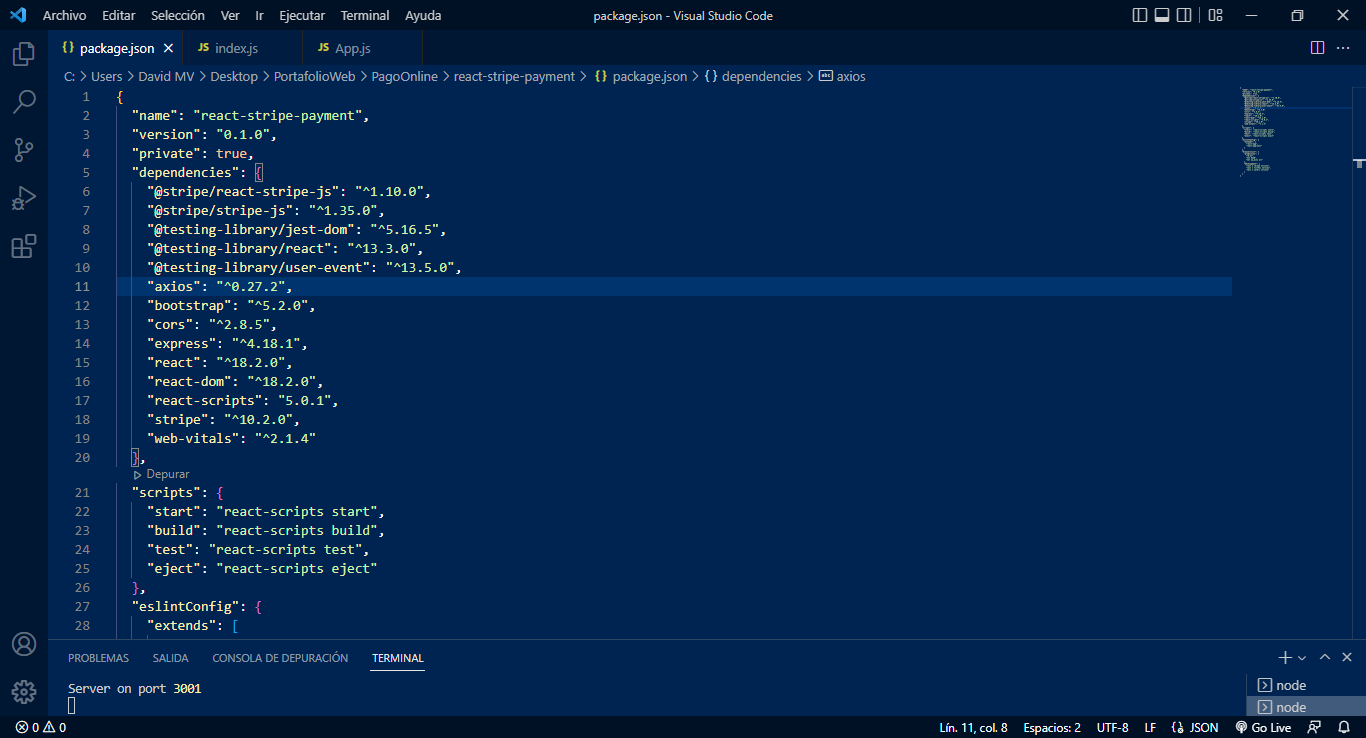 Archivo Editar Selección Ver Ir Ejecutar Terminal Ayuda package.json - Visual Studio Code
{} package.json JS index.js JS App.js
C: > Users > David MV > Desktop > PortafolioWeb > PagoOnline > react-stripe-payment > {} package.json > {} dependencies > abc axios
1 {
2 "name": "react-stripe-payment",
3 "version": "0.1.0",
4 "private": true,
5 "dependencies": {
6 "@stripe/react-stripe-js": "^1.10.0",
7 "@stripe/stripe-js": "^1.35.0",
8 "@testing-library/jest-dom": "^5.16.5",
9 "@testing-library/react": "^13.3.0",
10 "@testing-library/user-event": "^13.5.0",
11 "axios": "^0.27.2",
12 "bootstrap": "^5.2.0",
13 "cors": "^2.8.5",
14 "express": "^4.18.1",
15 "react": "^18.2.0",
16 "react-dom": "^18.2.0",
17 "react-scripts": "5.0.1",
18 "stripe": "^10.2.0",
19 "web-vitals": "^2.1.4"
20 },
Depurar
21 "scripts": {
22 "start": "react-scripts start",
23 "build": "react-scripts build",
24 "test": "react-scripts test",
25 "eject": "react-scripts eject"
26 },
27 "eslintConfig": {
28 "extends": [
PROBLEMAS SALIDA CONSOLA DE DEPURACIÓN TERMINAL
Server on port 3001
node
node
0 0 Lín. 11, col. 8 Espacios: 2 UTF-8 LF {} JSON Go Live